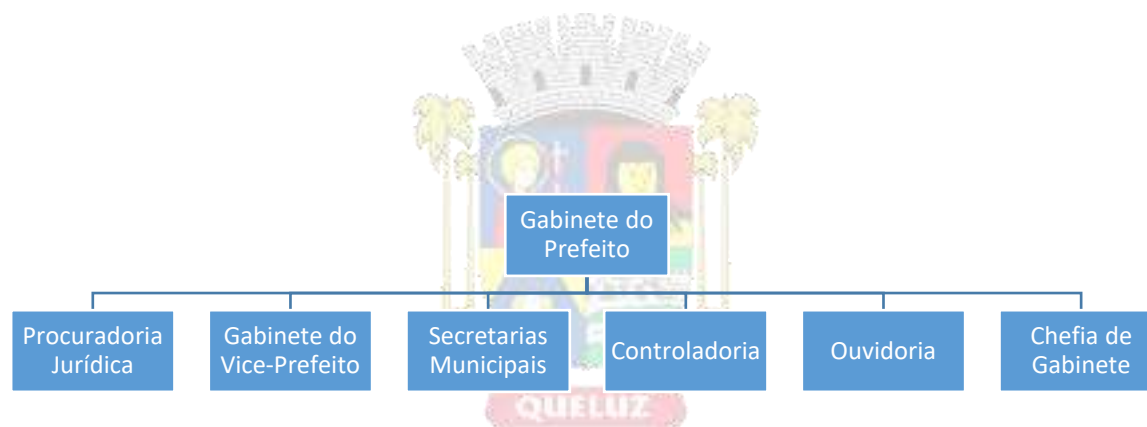 Gabinete do
Prefeito
Procuradoria
Jurídica
Gabinete do
Vice-Prefeito
Secretarias
Municipais
Controladoria
Ouvidoria
Chefia de
Gabinete
QUELUZ